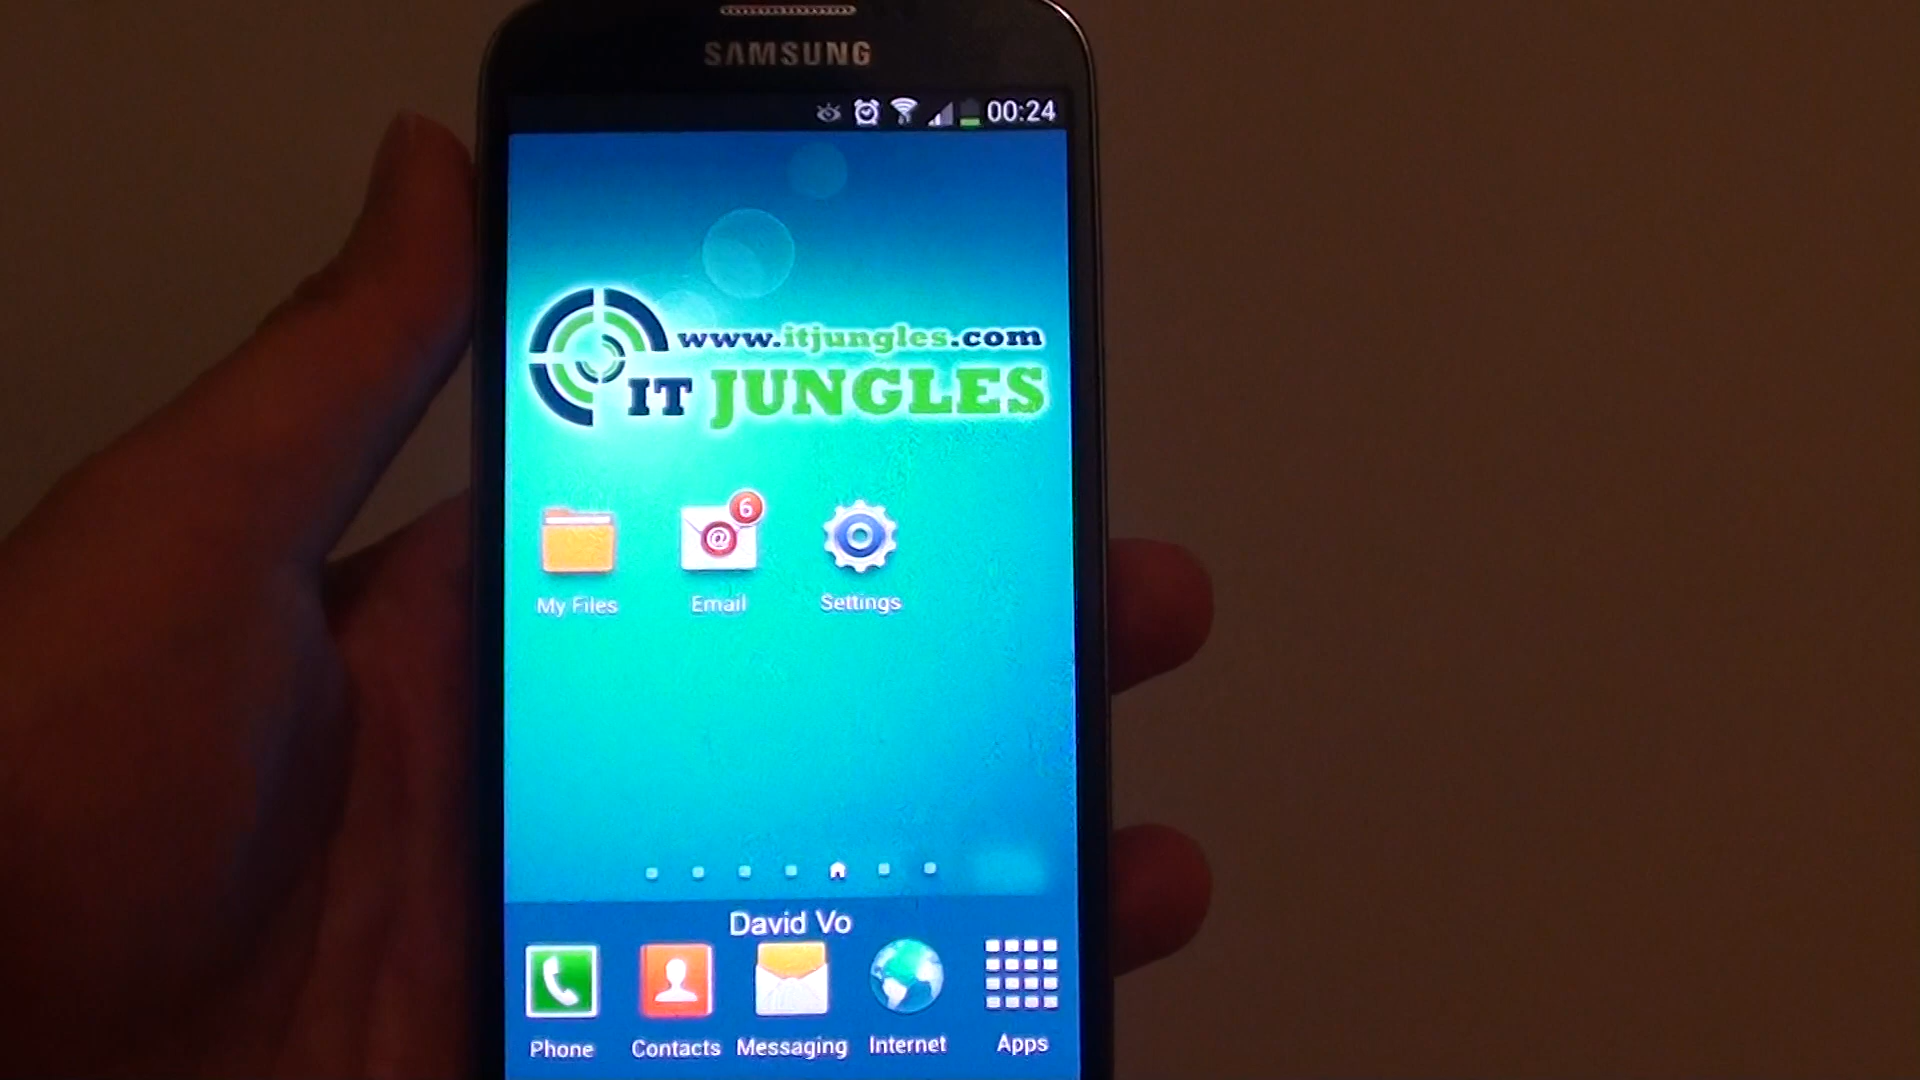 SAMSUNG
00:24
www.itjungles.com
IT JUNGLES
6
@
My Files
Email
Settings
David Vo
Phone
Contacts
Messaging
Internet
Apps